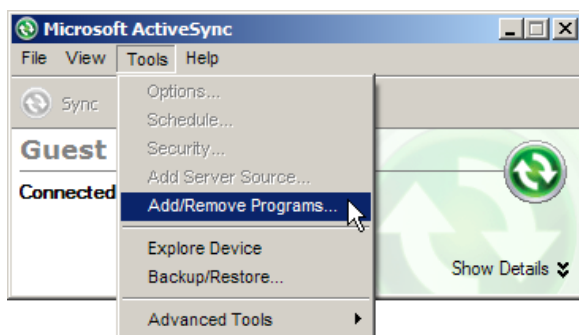 Microsoft ActiveSync
File View Tools Help
Sync
Options...
Schedule...
Security...
Add Server Source...
Add/Remove Programs...
Explore Device
Backup/Restore...
Advanced Tools
Guest
Connected
Show Details